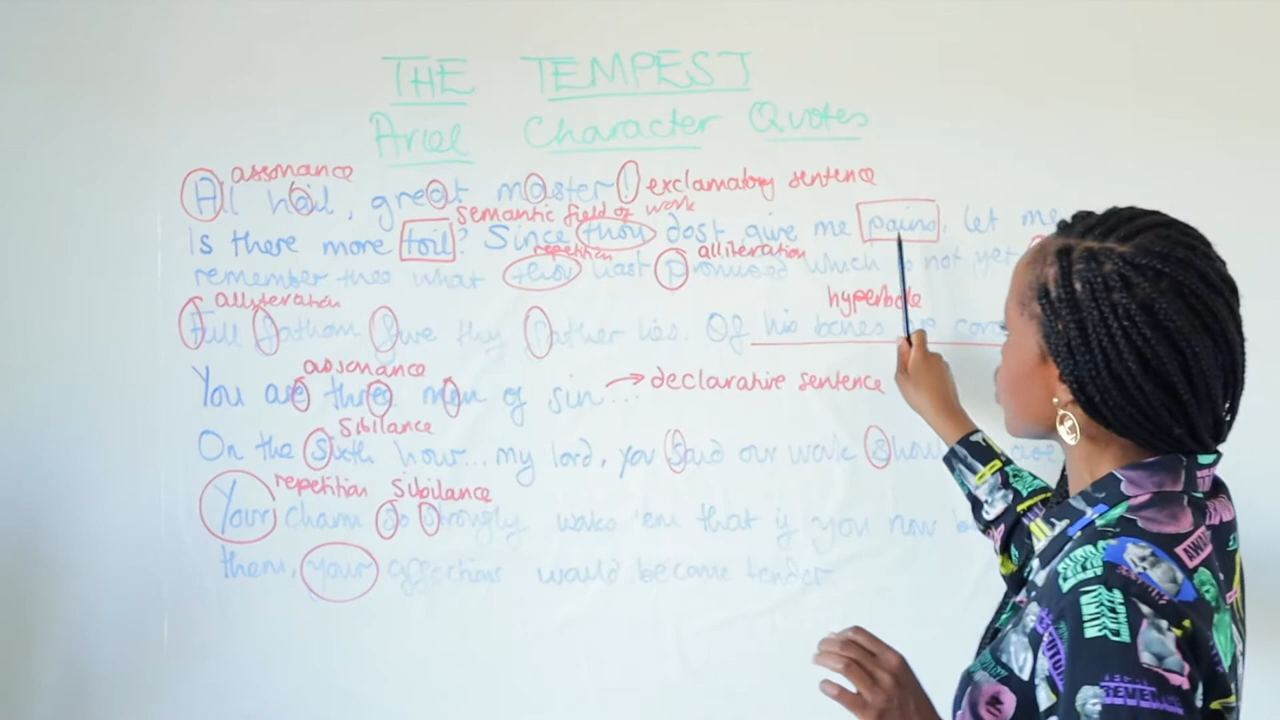 THE TEMPEST
Ariel Character Quotes
assonance
All hail, great master! exclamatory sentence
semantic field of work
Is there more toil? Since thou dost give me pains, let me
repetition alliteration
remember thee what thou hast promised which is not yet
alliteration hyperbole
Full fathom five thy father lies. Of his bones are cora
assonance
You are three men of sin... → declarative sentence
Sibilance
On the sixth hour... my lord, you said our work should
repetition Sibilance
Your charm so strongly works 'em that if you now
them, your affections would become tender
AWA
REVENGE